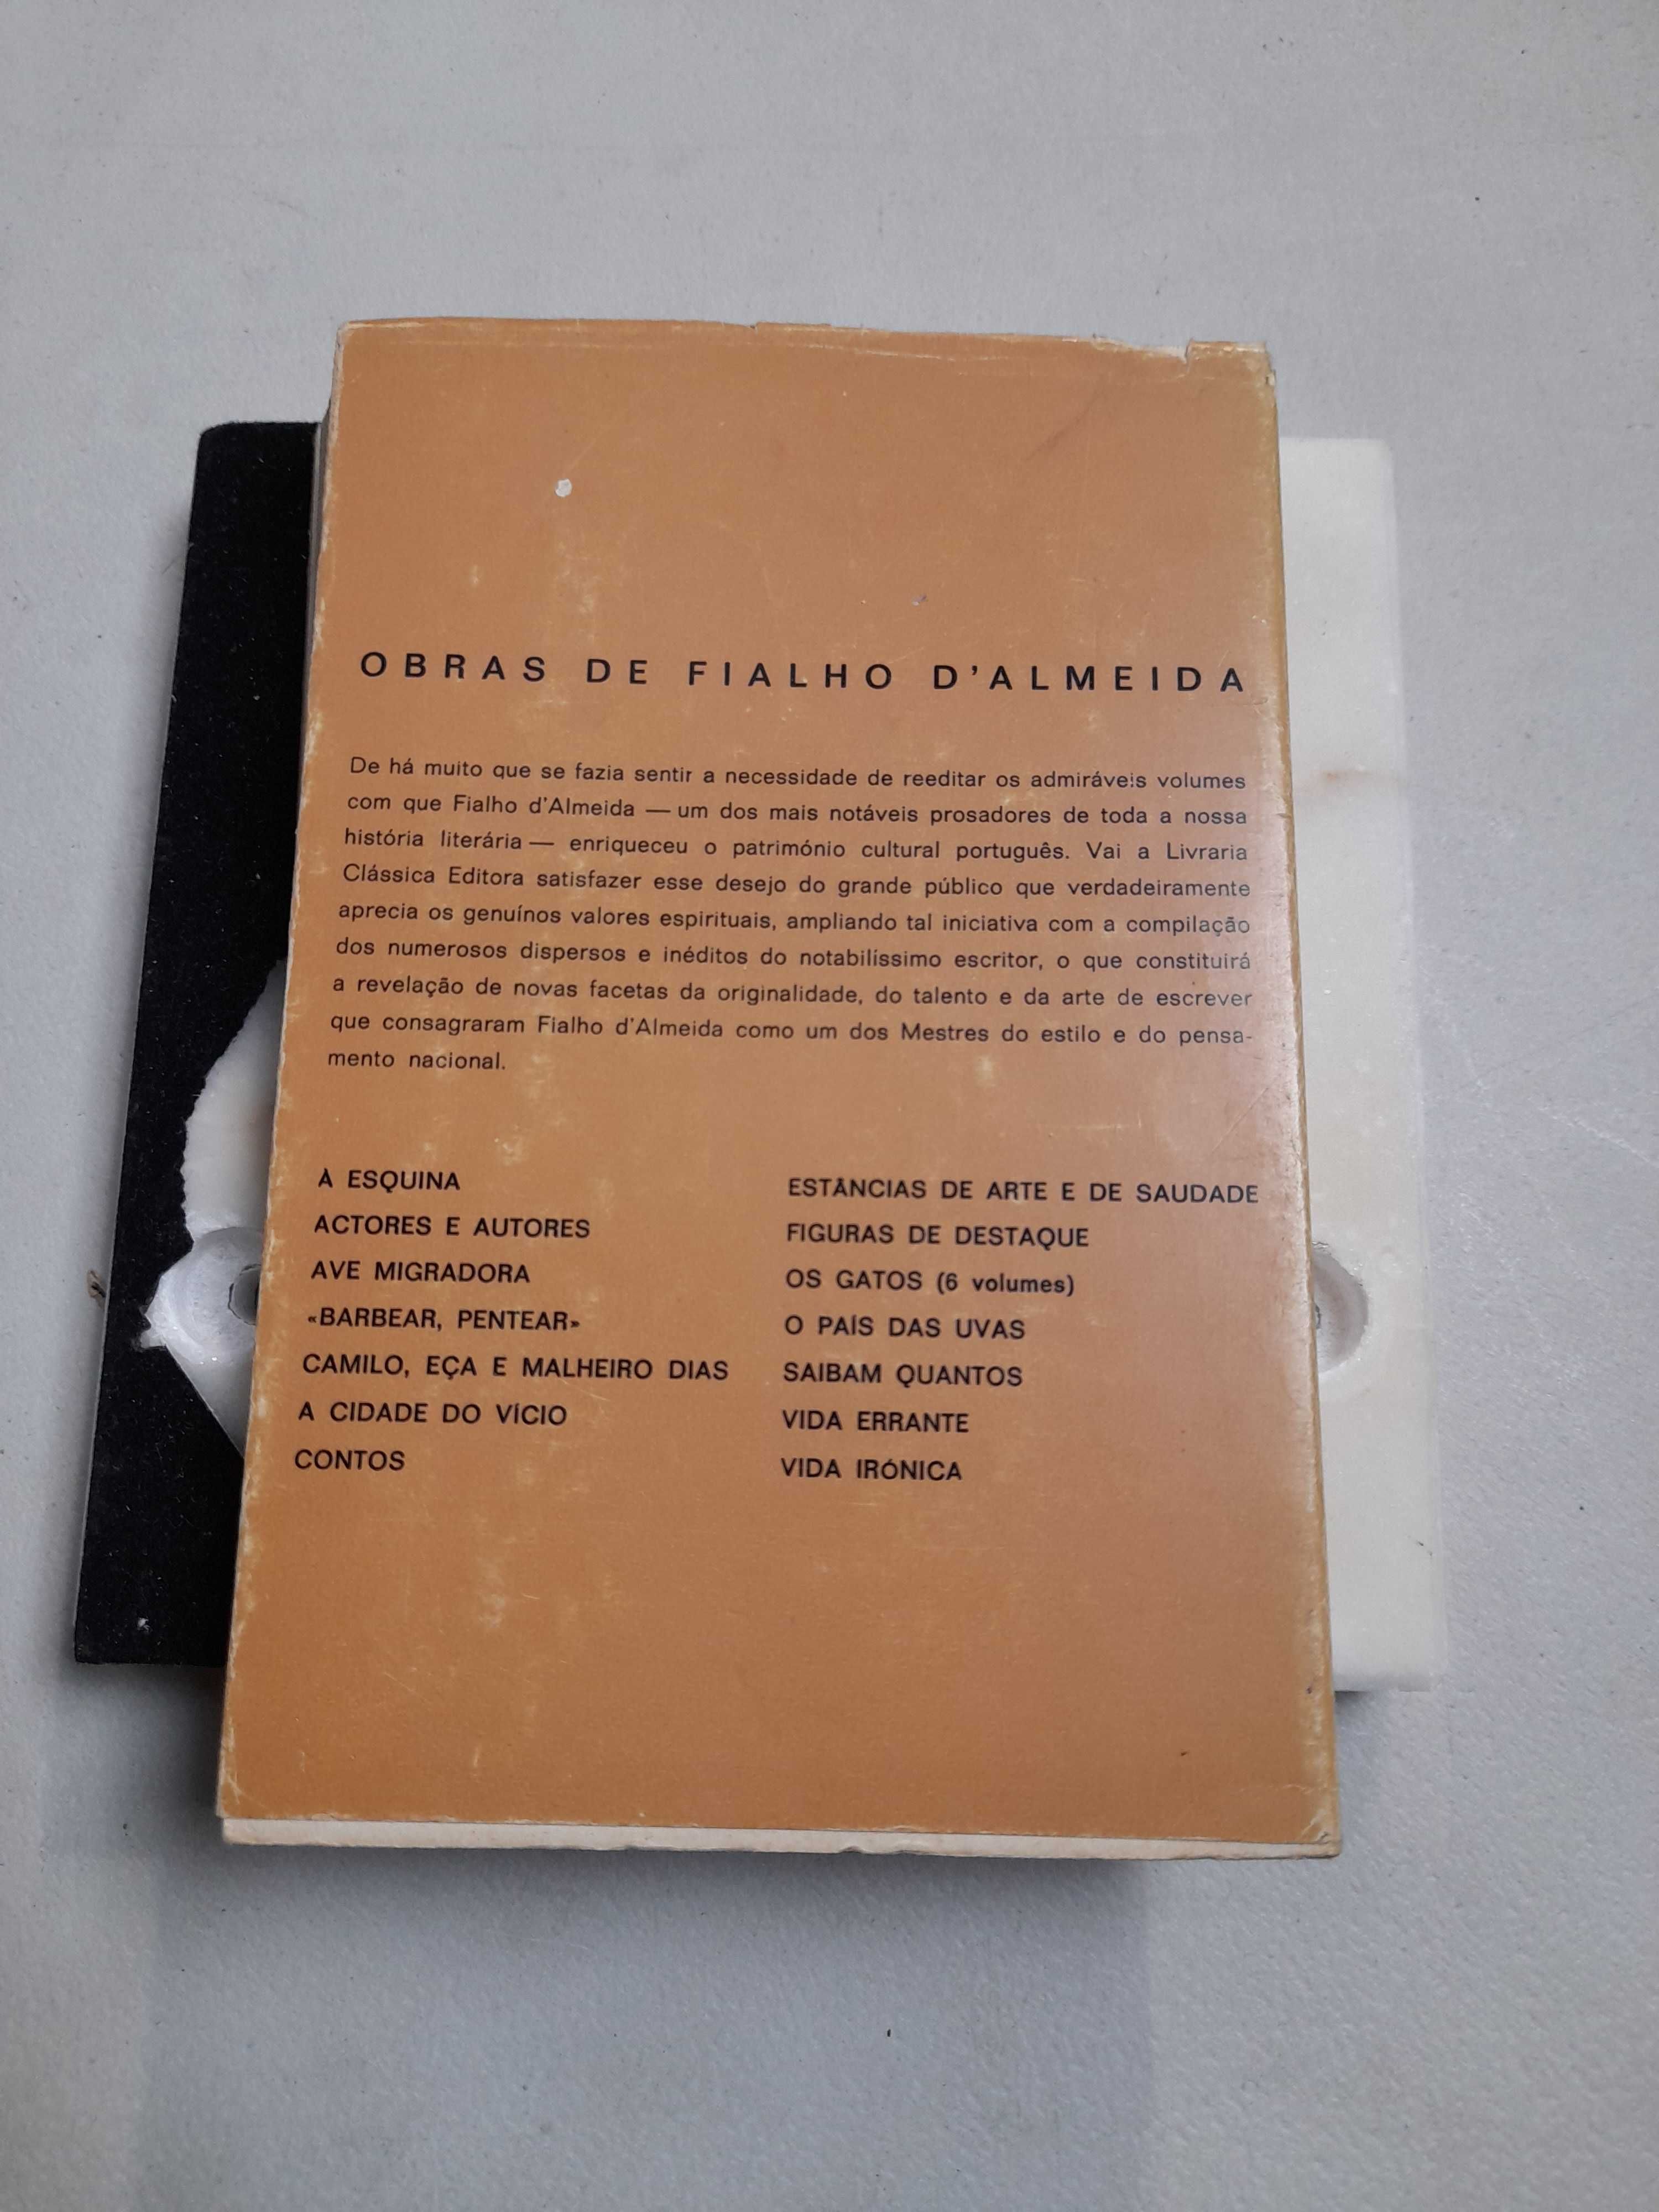 OBRAS DE FIALHO D'ALMEIDA
De há muito que se fazia sentir a necessidade de reeditar os admiráveis volumes
com que Fialho d'Almeida — um dos mais notáveis prosadores de toda a nossa
história literária — enriqueceu o património cultural português. Vai a Livraria
Clássica Editora satisfazer esse desejo do grande público que verdadeiramente
aprecia os genuínos valores espirituais, ampliando tal iniciativa com a compilação
dos numerosos dispersos e inéditos do notabilíssimo escritor, o que constituirá
a revelação de novas facetas da originalidade, do talento e da arte de escrever
que consagraram Fialho d'Almeida como um dos Mestres do estilo e do pensa-
mento nacional.
À ESQUINA
ACTORES E AUTORES
AVE MIGRADORA
«BARBEAR, PENTEAR»
CAMILO, EÇA E MALHEIRO DIAS
A CIDADE DO VÍCIO
CONTOS
ESTÂNCIAS DE ARTE E DE SAUDADE
FIGURAS DE DESTAQUE
OS GATOS (6 volumes)
O PAÍS DAS UVAS
SAIBAM QUANTOS
VIDA ERRANTE
VIDA IRÓNICA